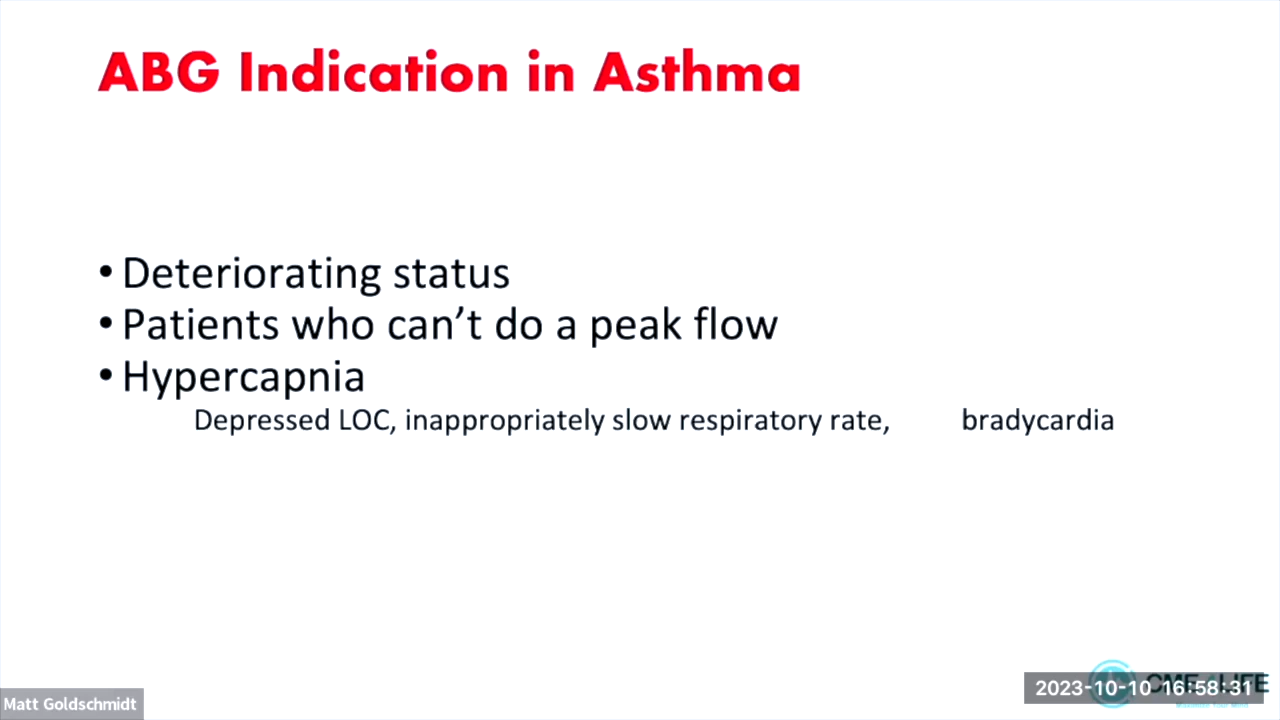 ABG Indication in Asthma
• Deteriorating status
• Patients who can’t do a peak flow
• Hypercapnia
Depressed LOC, inappropriately slow respiratory rate, bradycardia
Matt Goldschmidt
2023-10-10 16:58:31